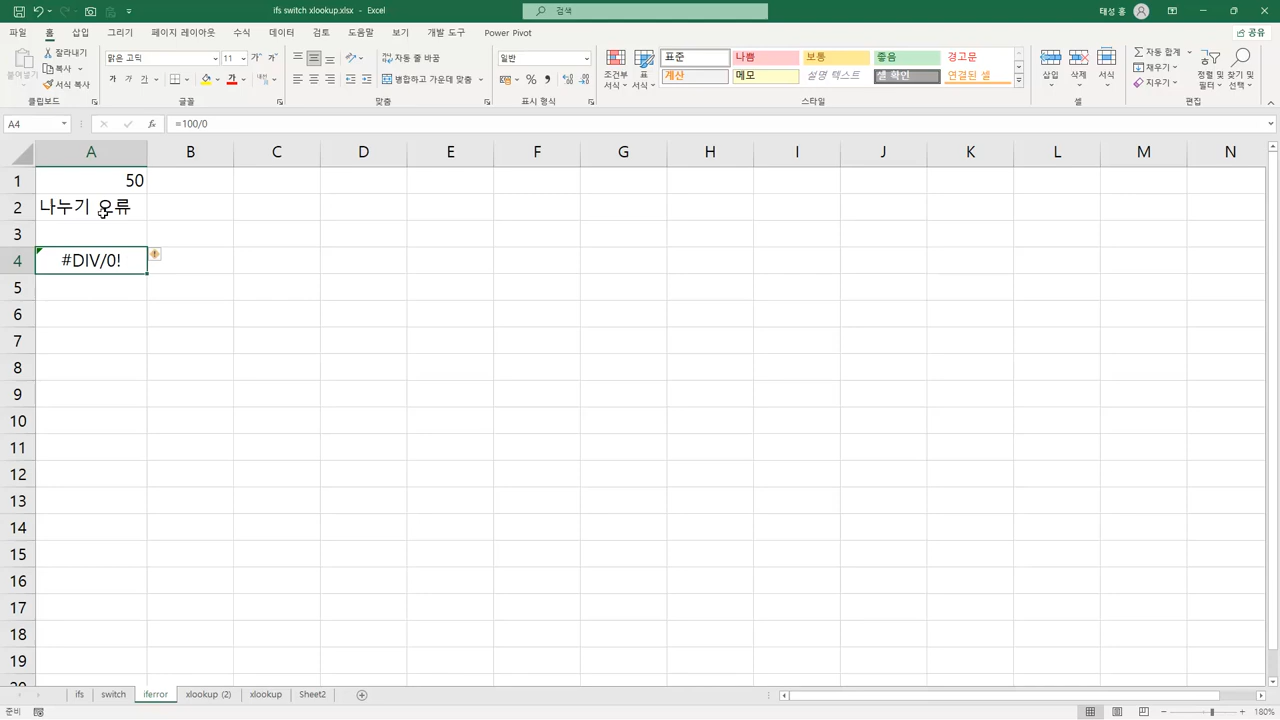 ifs switch xlookup.xlsx - Excel
검색
태성 홍
파일 홈 삽입 그리기 페이지 레이아웃 수식 데이터 검토 도움말 보기 개발 도구 Power Pivot
공유
붙여넣기
잘라내기
복사
서식 복사
클립보드
맑은 고딕 11
가 가 가
글꼴
자동 줄 바꿈
병합하고 가운데 맞춤
맞춤
일반
표시 형식
조건부 서식
표 서식
표준 나쁨 보통 좋음 경고문
계산 메모 설명 텍스트 셀 확인 연결된 셀
스타일
삽입 삭제 서식
셀
자동 합계
채우기
지우기
정렬 및 필터
찾기 및 선택
편집
A4 fx =100/0
A B C D E F G H I J K L M N
1 50
2 나누기 오류
3
4 #DIV/0!
5
6
7
8
9
10
11
12
13
14
15
16
17
18
19
ifs switch iferror xlookup (2) xlookup Sheet2
준비
180%